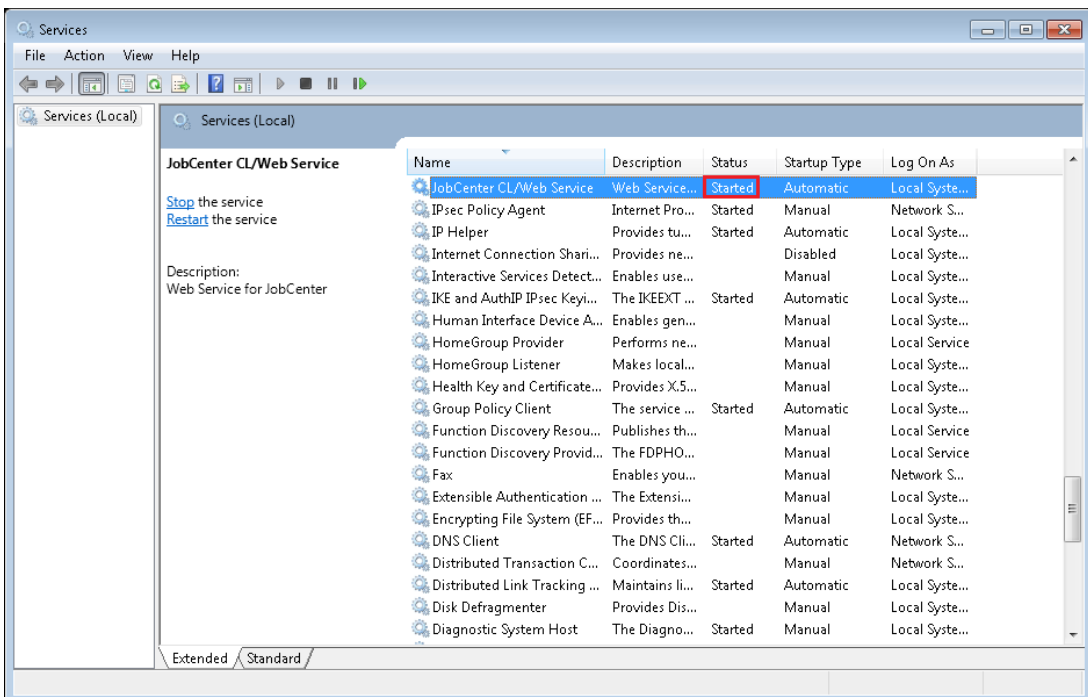 Services
File Action View Help
Services (Local)
Services (Local)
JobCenter CL/Web Service
Stop the service
Restart the service
Description:
Web Service for JobCenter
Name Description Status Startup Type Log On As
JobCenter CL/Web Service Web Service... Started Automatic Local Syste...
IPsec Policy Agent Internet Pro... Started Manual Network S...
IP Helper Provides tu... Started Automatic Local Syste...
Internet Connection Shari... Provides ne... Disabled Local Syste...
Interactive Services Detect... Enables use... Manual Local Syste...
IKE and AuthIP IPsec Keyi... The IKEEXT ... Started Automatic Local Syste...
Human Interface Device A... Enables gen... Manual Local Syste...
HomeGroup Provider Performs ne... Manual Local Service
HomeGroup Listener Makes local... Manual Local Syste...
Health Key and Certificate... Provides X.5... Manual Local Syste...
Group Policy Client The service ... Started Automatic Local Syste...
Function Discovery Resou... Publishes th... Manual Local Service
Function Discovery Provid... The FDPHO... Manual Local Service
Fax Enables you... Manual Network S...
Extensible Authentication ... The Extensi... Manual Local Syste...
Encrypting File System (EF... Provides th... Manual Local Syste...
DNS Client The DNS Cli... Started Automatic Network S...
Distributed Transaction C... Coordinates... Manual Network S...
Distributed Link Tracking ... Maintains li... Started Automatic Local Syste...
Disk Defragmenter Provides Dis... Manual Local Syste...
Diagnostic System Host The Diagno... Started Manual Local Syste...
Extended Standard